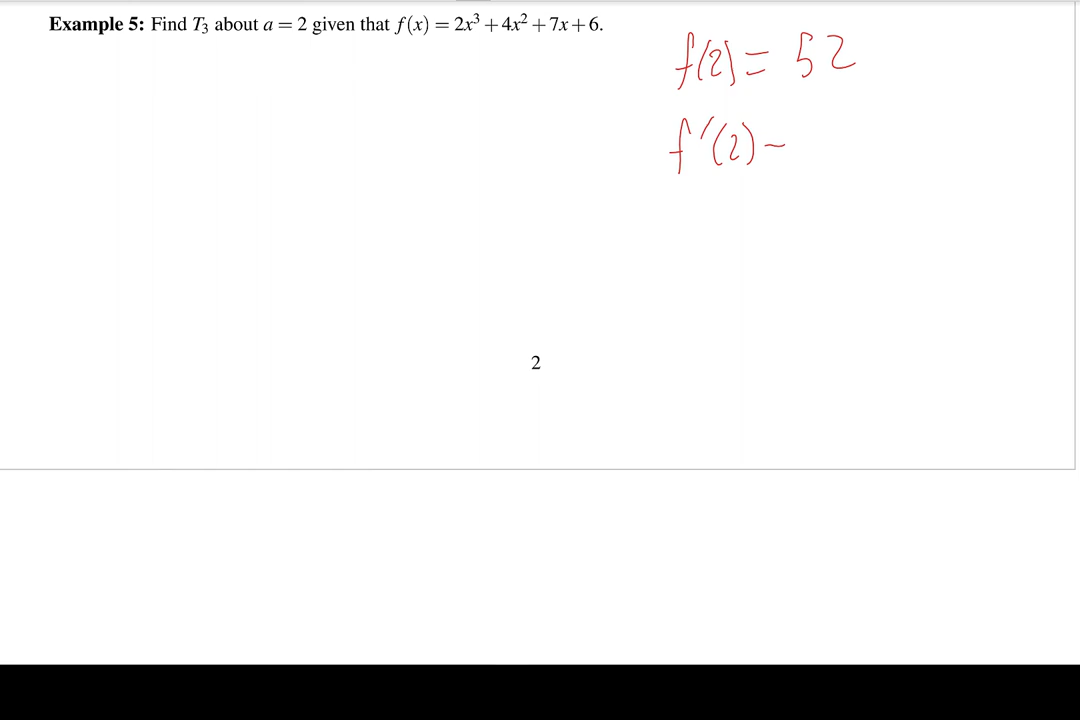 Example 5: Find T₃ about a = 2 given that f(x) = 2x³ + 4x² + 7x + 6.
f(2) = 52
f'(2) –
2